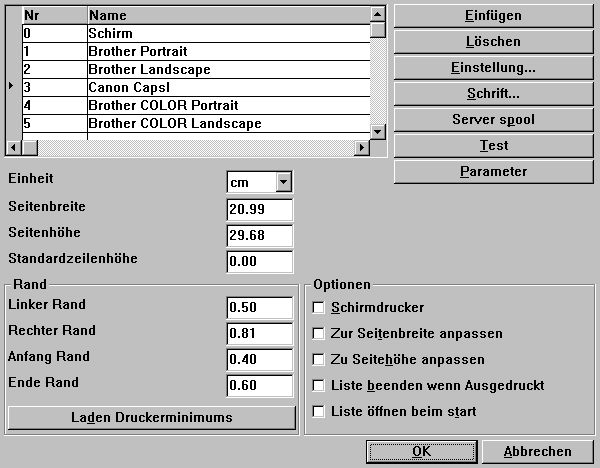 Nr Name
0 Schirm
1 Brother Portrait
2 Brother Landscape
3 Canon Capsl
4 Brother COLOR Portrait
5 Brother COLOR Landscape
Einfügen
Löschen
Einstellung...
Schrift...
Server spool
Test
Parameter
Einheit cm
Seitenbreite 20.99
Seitenhöhe 29.68
Standardzeilenhöhe 0.00
Rand
Linker Rand 0.50
Rechter Rand 0.81
Anfang Rand 0.40
Ende Rand 0.60
Laden Druckerminimums
Optionen
Schirmdrucker
Zur Seitenbreite anpassen
Zu Seitehöhe anpassen
Liste beenden wenn Ausgedruckt
Liste öffnen beim start
OK
Abbrechen